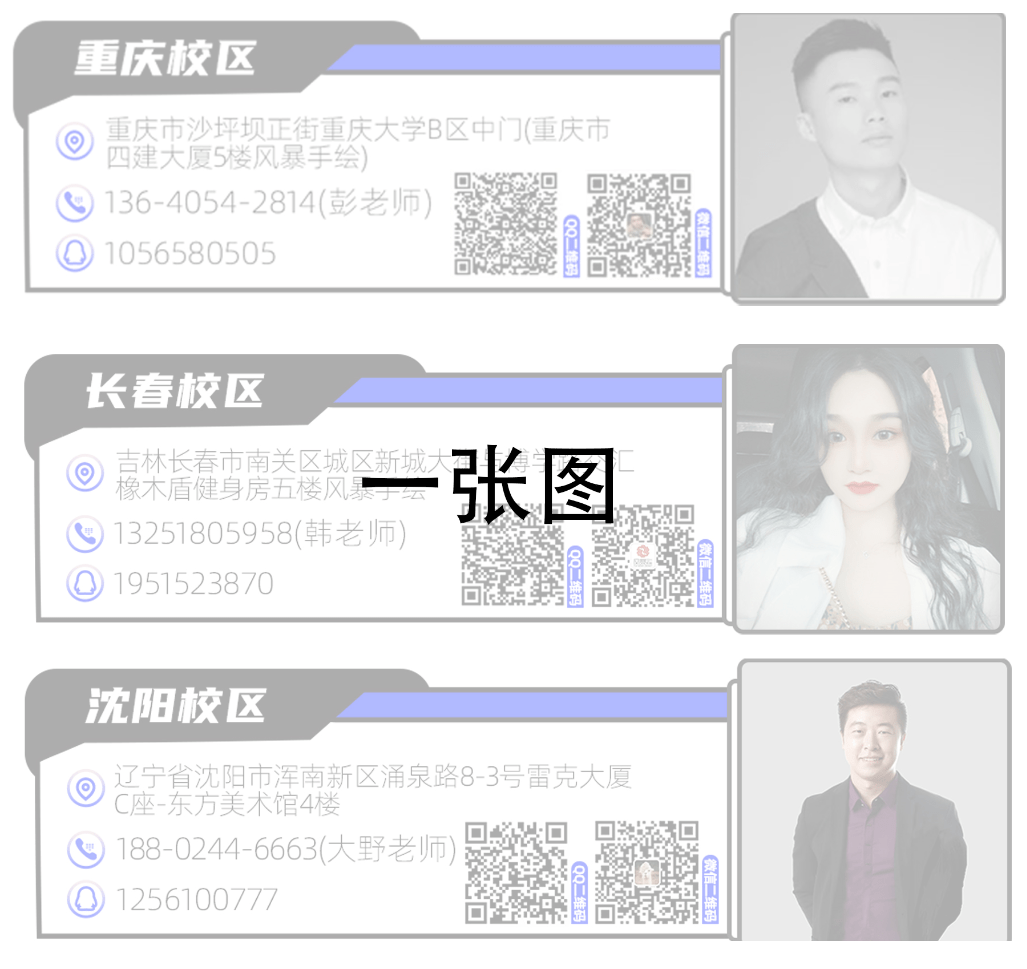 重庆校区
重庆市沙坪坝正街重庆大学B区中门(重庆市
四建大厦5楼风暴手绘)
136-4054-2814(彭老师)
1056580505
QQ二维码
微信二维码
长春校区
吉林长春市南关区城区新城大街
橡木盾健身房五楼风暴手绘
一张图
13251805958(韩老师)
1951523870
QQ二维码
微信二维码
沈阳校区
辽宁省沈阳市浑南新区涌泉路8-3号雷克大厦
C座-东方美术馆4楼
188-0244-6663(大野老师)
1256100777
QQ二维码
微信二维码